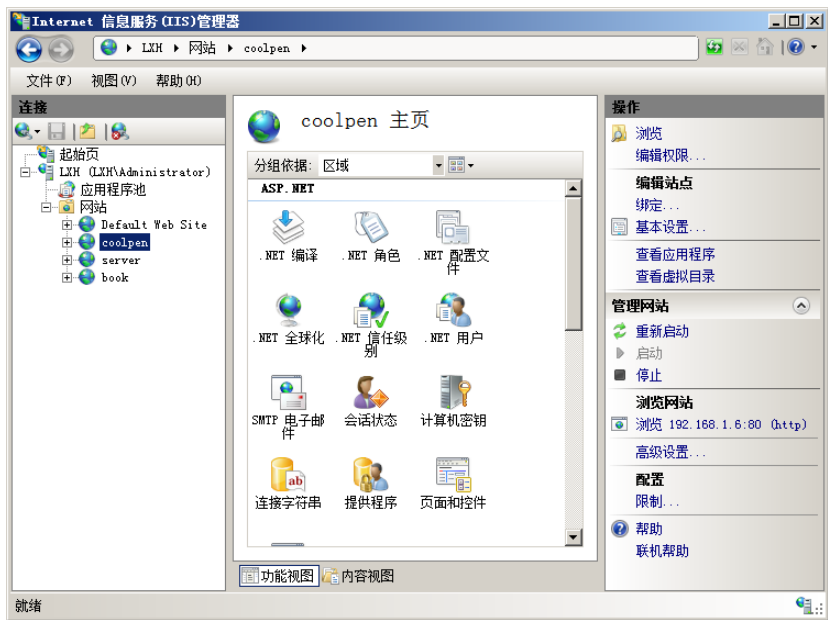 Internet 信息服务(IIS)管理器
LXH 网站 coolpen
文件(F) 视图(V) 帮助(H)
连接
起始页
LXH (LXH\Administrator)
应用程序池
网站
Default Web Site
coolpen
server
book
coolpen 主页
分组依据: 区域
ASP.NET
.NET 编译
.NET 角色
.NET 配置文
件
.NET 全球化
.NET 信任级
别
.NET 用户
SMTP 电子邮
件
会话状态
计算机密钥
连接字符串
提供程序
页面和控件
功能视图
内容视图
操作
浏览
编辑权限...
编辑站点
绑定...
基本设置...
查看应用程序
查看虚拟目录
管理网站
重新启动
启动
停止
浏览网站
浏览 192.168.1.6:80 (http)
高级设置...
配置
限制...
帮助
联机帮助
就绪